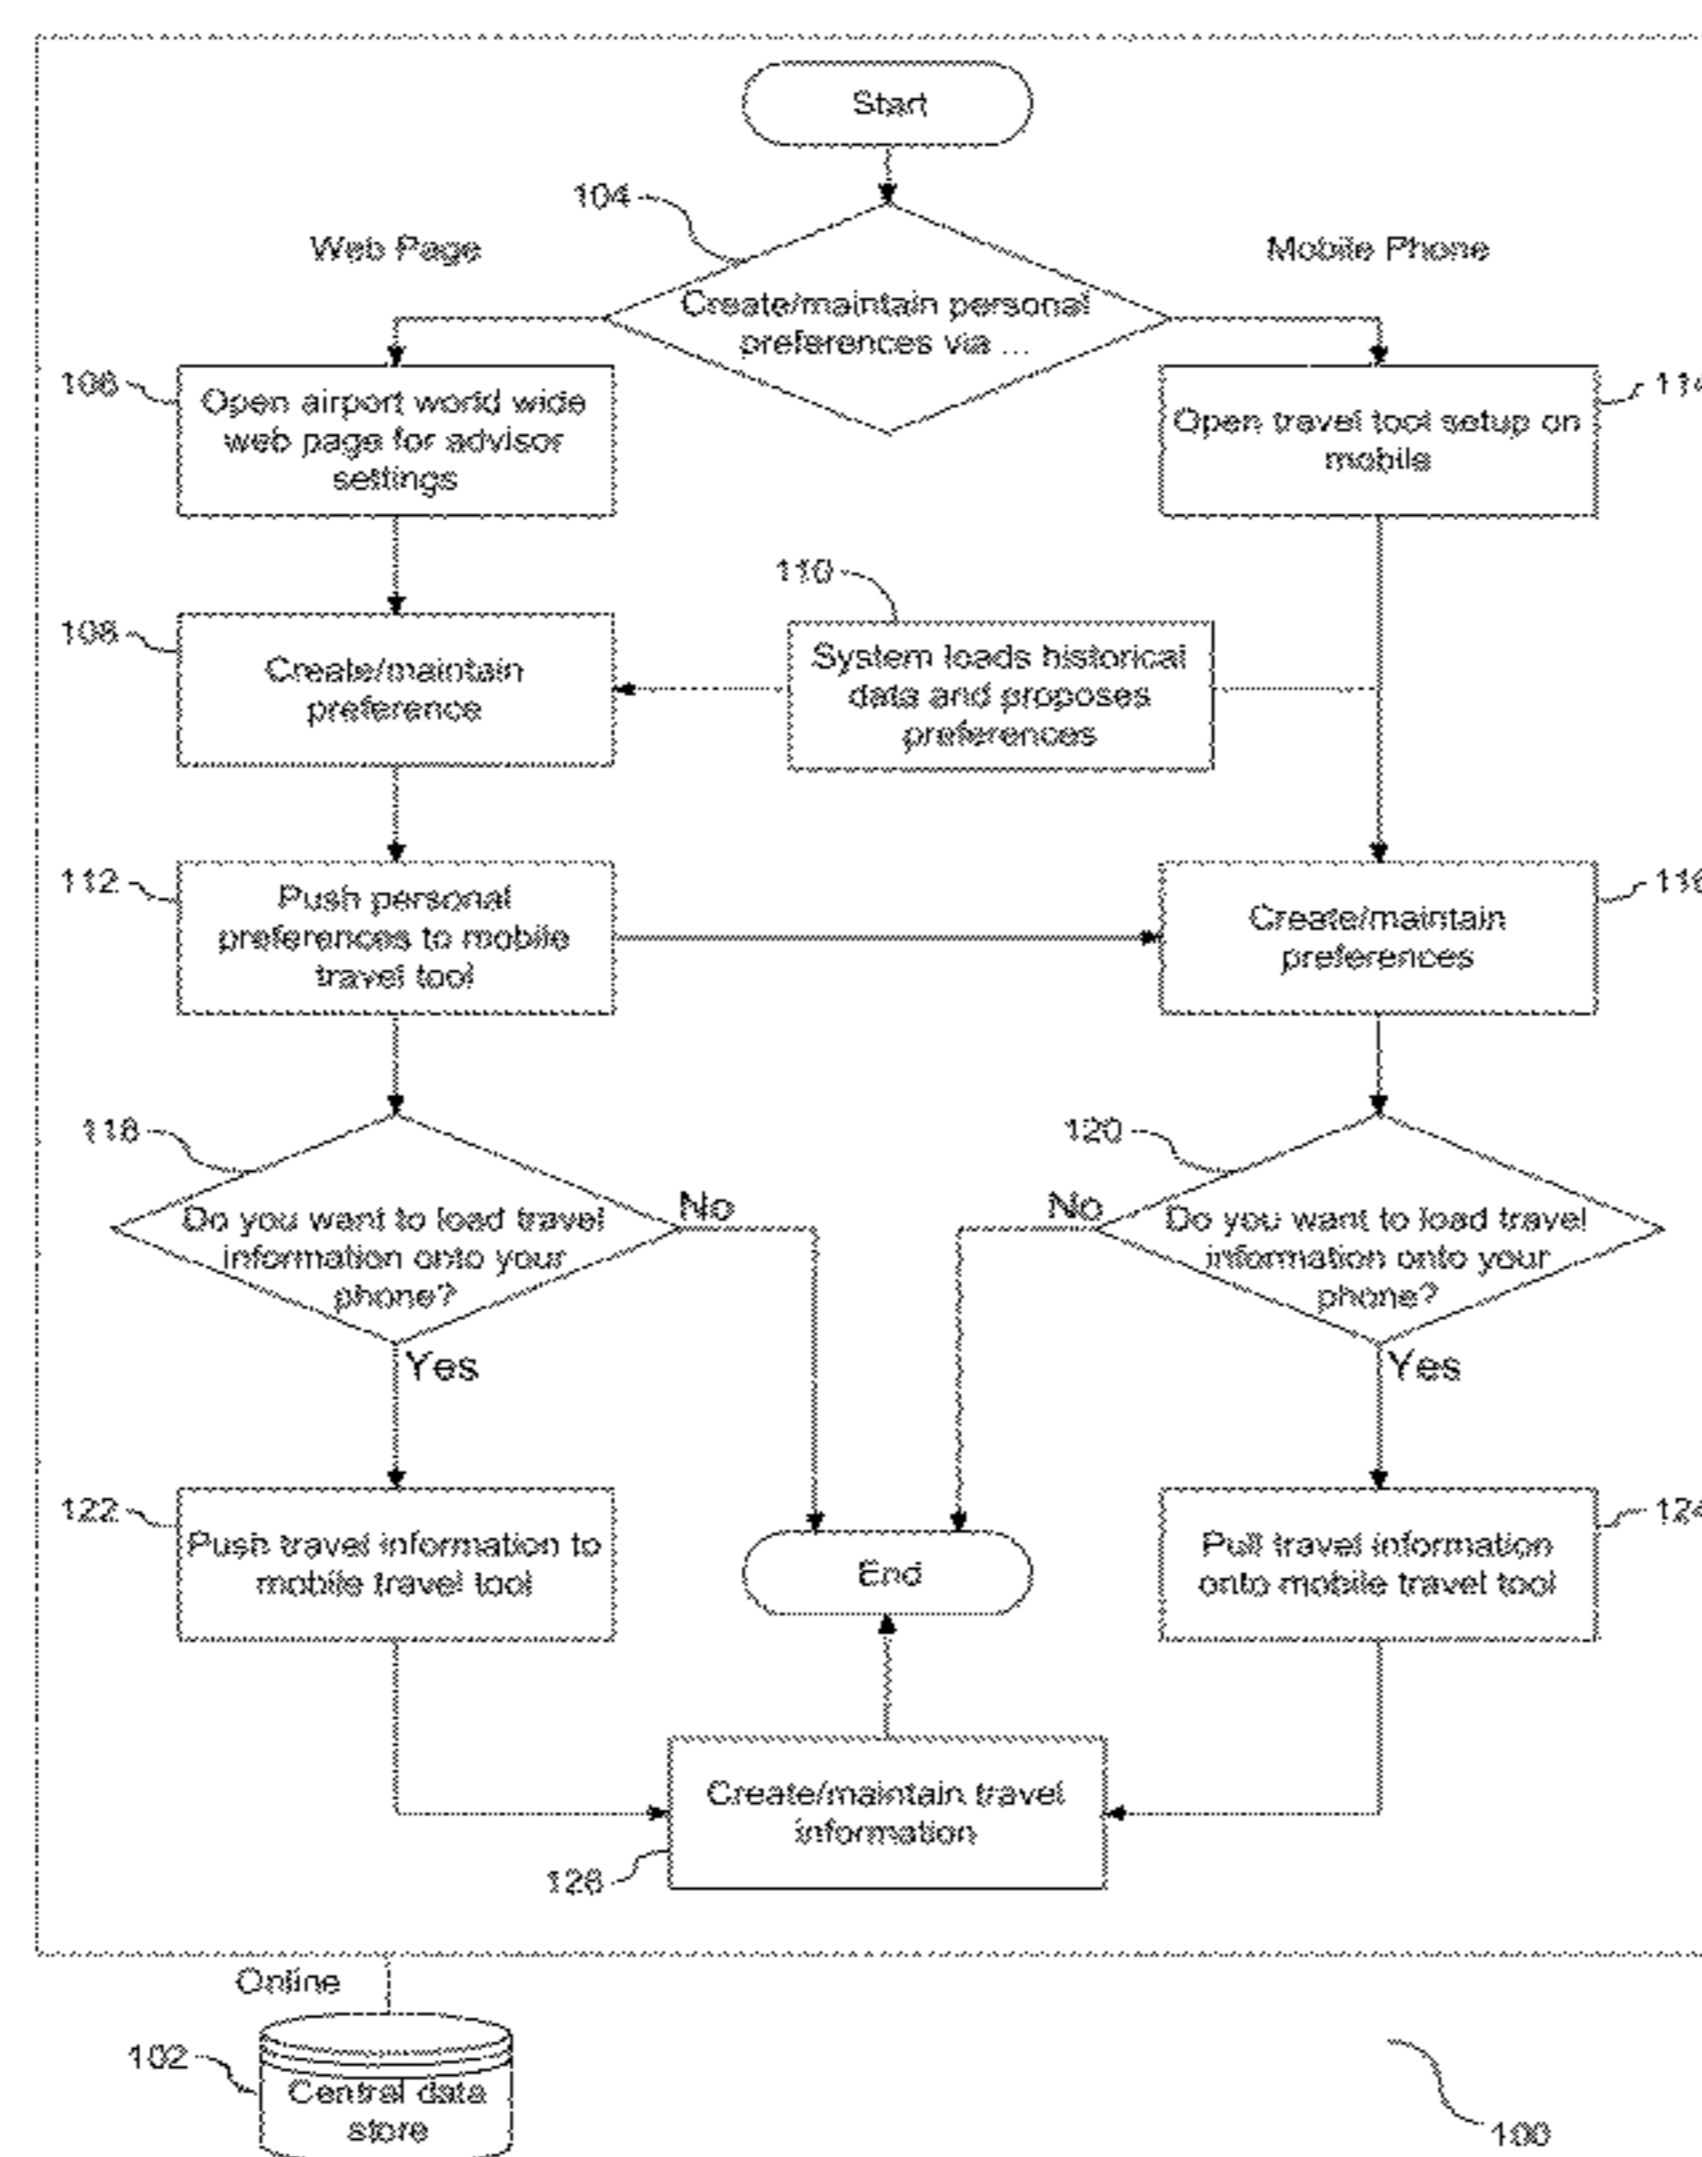 Start
104
Web Page
Mobile Phone
Create/maintain personal
preferences via ...
106
Open airport world wide
web page for advisor
settings
Open travel tool setup on
mobile
110
108
Create/maintain
preference
System loads historical
data and proposes
preferences
112
Push personal
preferences to mobile
travel tool
Create/maintain
preferences
118
120
No
No
Do you want to load travel
information onto your
phone?
Do you want to load travel
information onto your
phone?
Yes
Yes
122
Push travel information to
mobile travel tool
End
Pull travel information
onto mobile travel tool
Create/maintain travel
information
126
Online
102
Central data
store
100